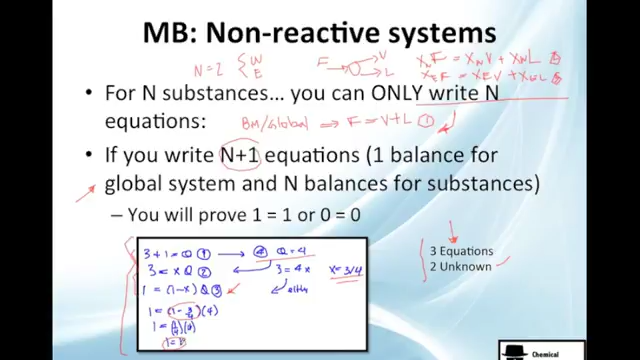 MB: Non-reactive systems
N=2 { W E
F V L
XwF = XwV + XwL
XEF = XEV + XEL
• For N substances… you can ONLY write N
equations: BM/Global ⇒ F = V+L ①
• If you write N+1 equations (1 balance for
global system and N balances for substances)
– You will prove 1 = 1 or 0 = 0
3+1 = Q ① → ④ Q = 4
3 = x Q ② 3 = 4x x = 3/4
1 = (1-x) Q ③
1 = (1-3/4)(4)
1 = (1/4)(4)
1 = 1
3 Equations
2 Unknown
Chemical